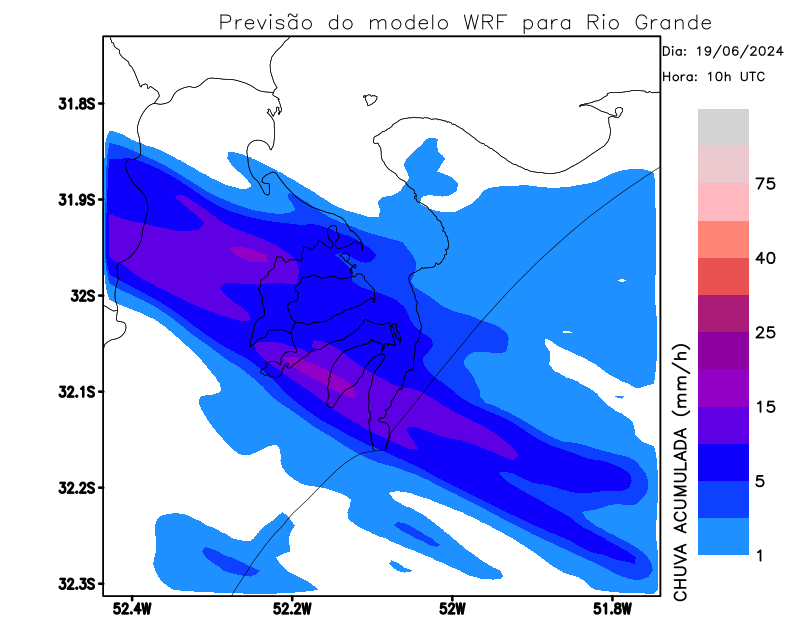 Previsão do modelo WRF para Rio Grande
Dia: 19/06/2024
Hora: 10h UTC
31.8S
31.9S
32S
32.1S
32.2S
32.3S
52.4W
52.2W
52W
51.8W
75
40
25
15
5
1
CHUVA ACUMULADA (mm/h)